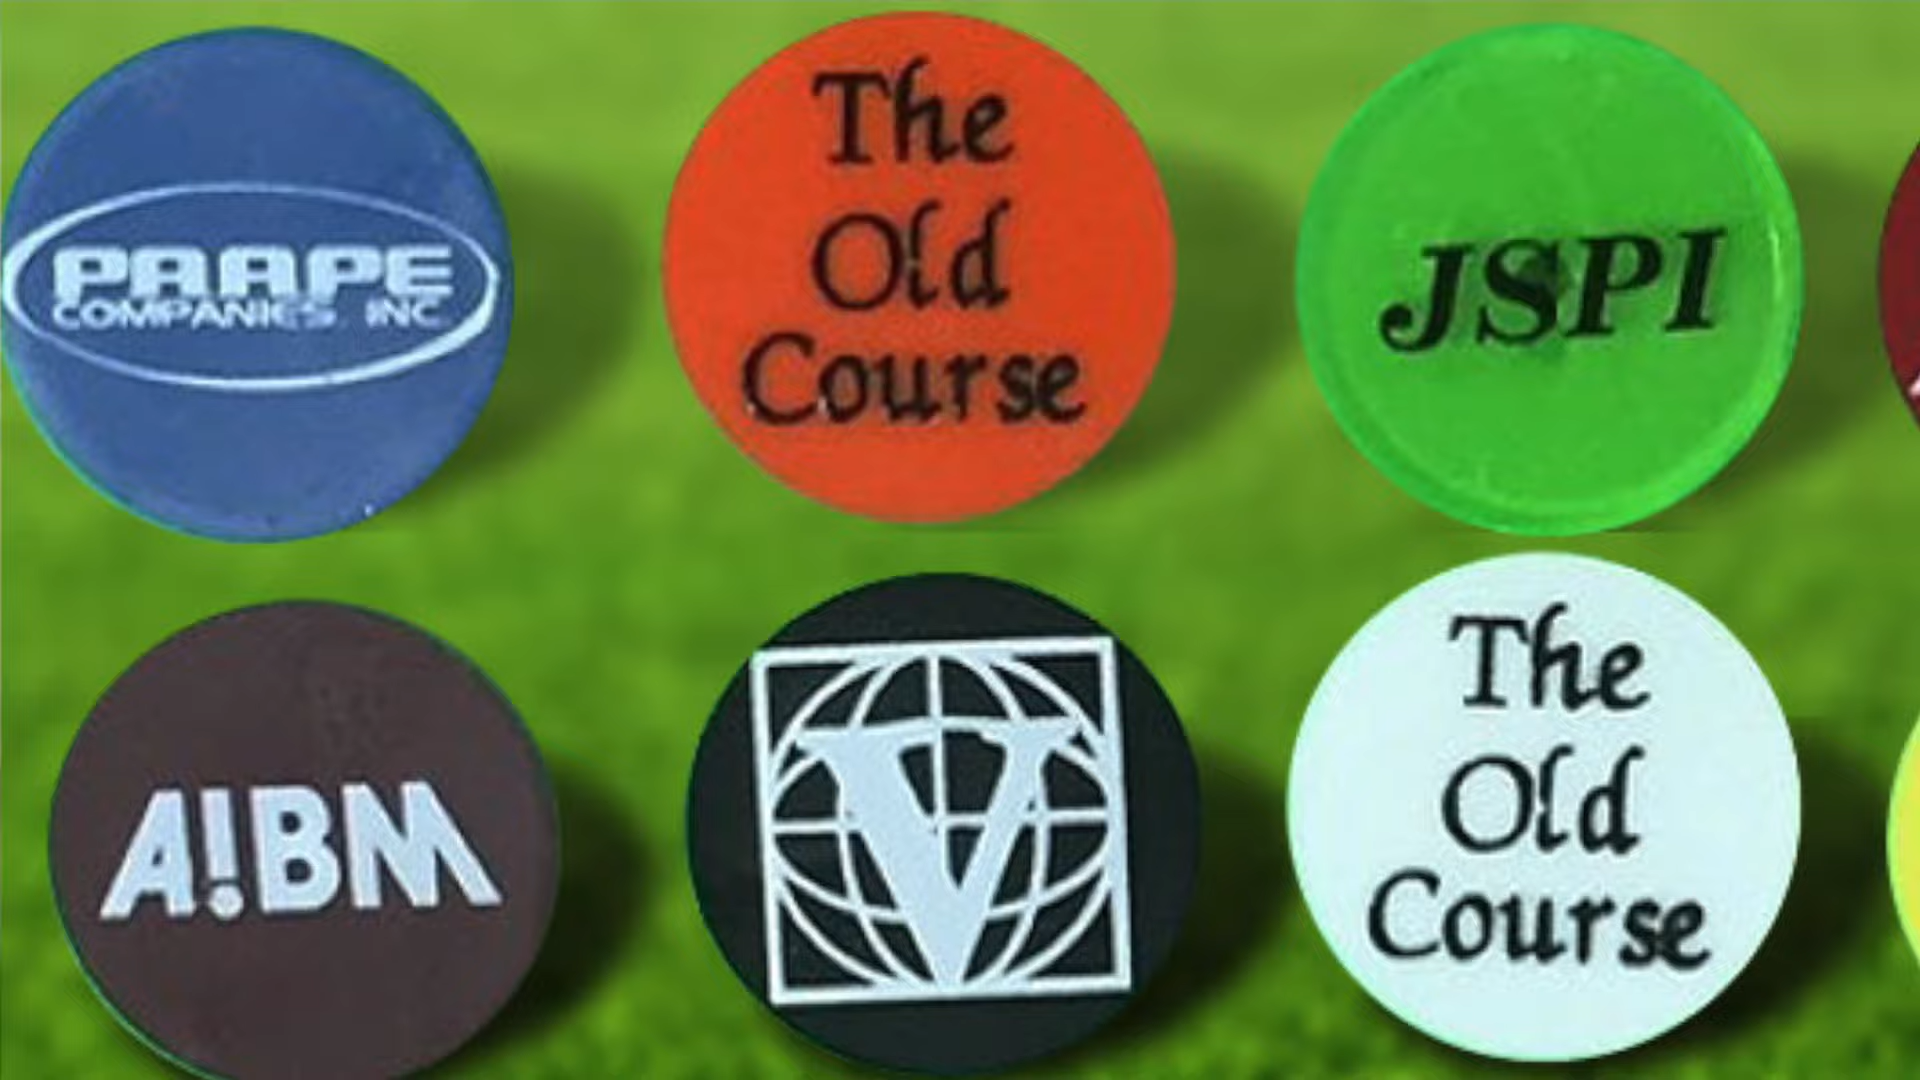 PAAPE
COMPANIES INC
The
Old
Course
JSPI
A!BM
V
The
Old
Course